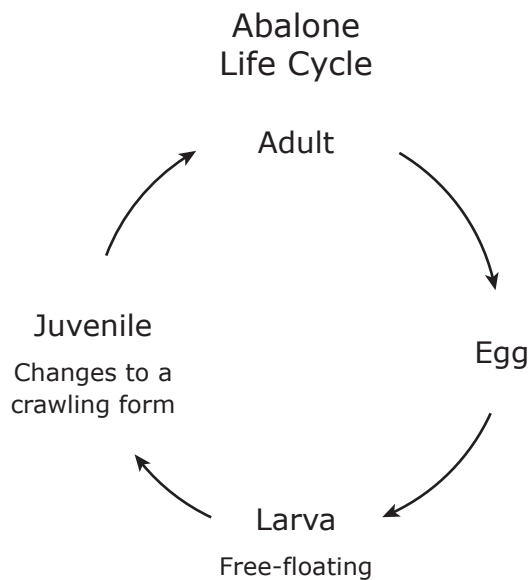 Abalone
Life Cycle
Adult
Egg
Larva
Free-floating
Juvenile
Changes to a
crawling form